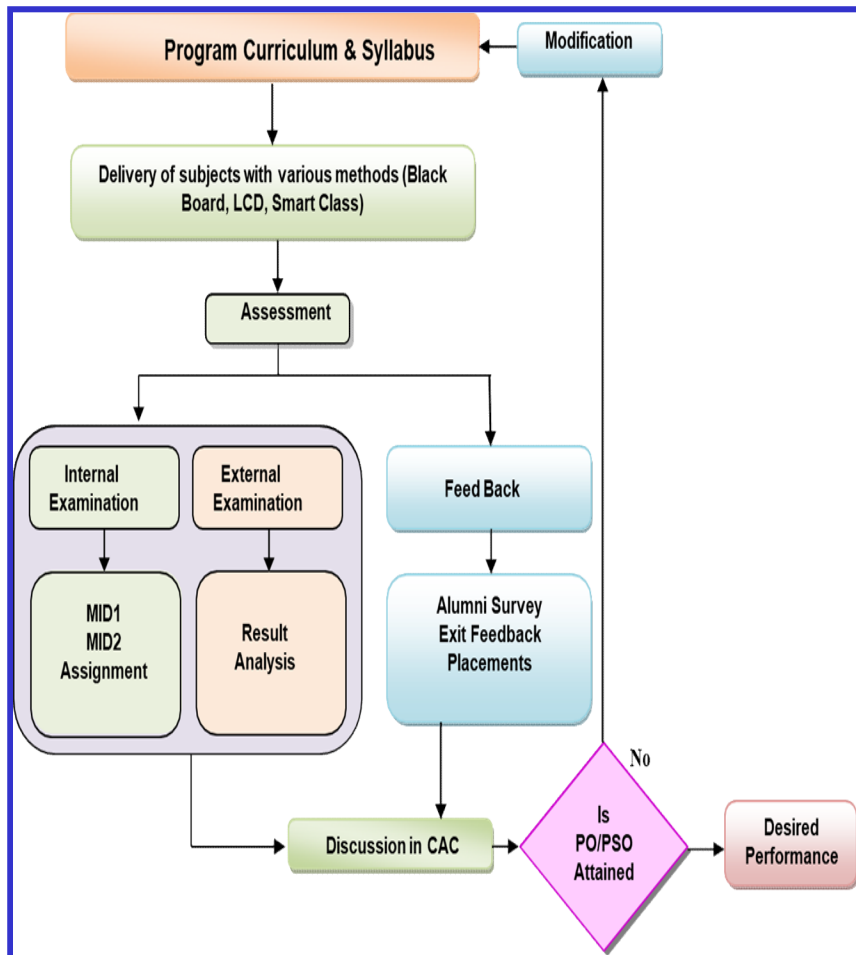 Program Curriculum & Syllabus
Modification
Delivery of subjects with various methods (Black
Board, LCD, Smart Class)
Assessment
Internal
Examination
External
Examination
Feed Back
MID1
MID2
Assignment
Result
Analysis
Alumni Survey
Exit Feedback
Placements
No
Discussion in CAC
Is
PO/PSO
Attained
Desired
Performance